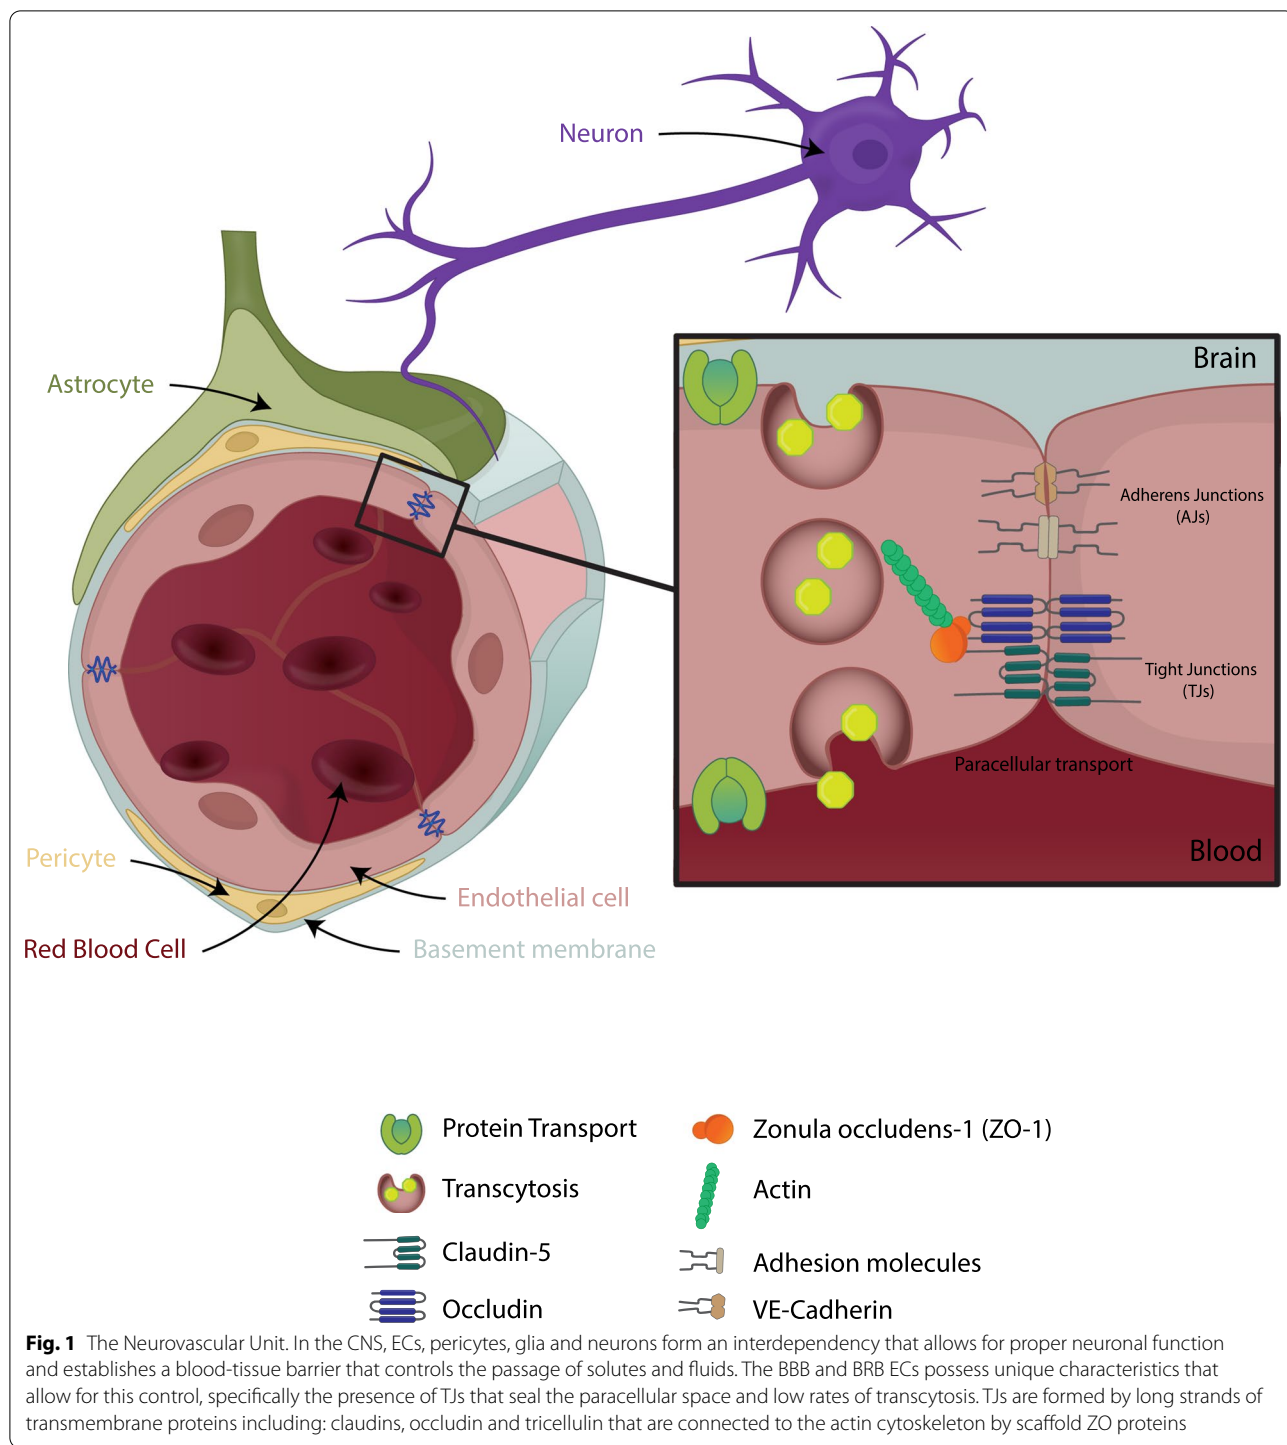 Neuron
Astrocyte
Brain
Adherens Junctions
(AJs)
Tight Junctions
(TJs)
Paracellular transport
Blood
Pericyte
Endothelial cell
Red Blood Cell
Basement membrane
Protein Transport
Zonula occludens-1 (ZO-1)
Transcytosis
Actin
Claudin-5
Adhesion molecules
Occludin
VE-Cadherin
Fig. 1 The Neurovascular Unit. In the CNS, ECs, pericytes, glia and neurons form an interdependency that allows for proper neuronal function
and establishes a blood-tissue barrier that controls the passage of solutes and fluids. The BBB and BRB ECs possess unique characteristics that
allow for this control, specifically the presence of TJs that seal the paracellular space and low rates of transcytosis. TJs are formed by long strands of
transmembrane proteins including: claudins, occludin and tricellulin that are connected to the actin cytoskeleton by scaffold ZO proteins